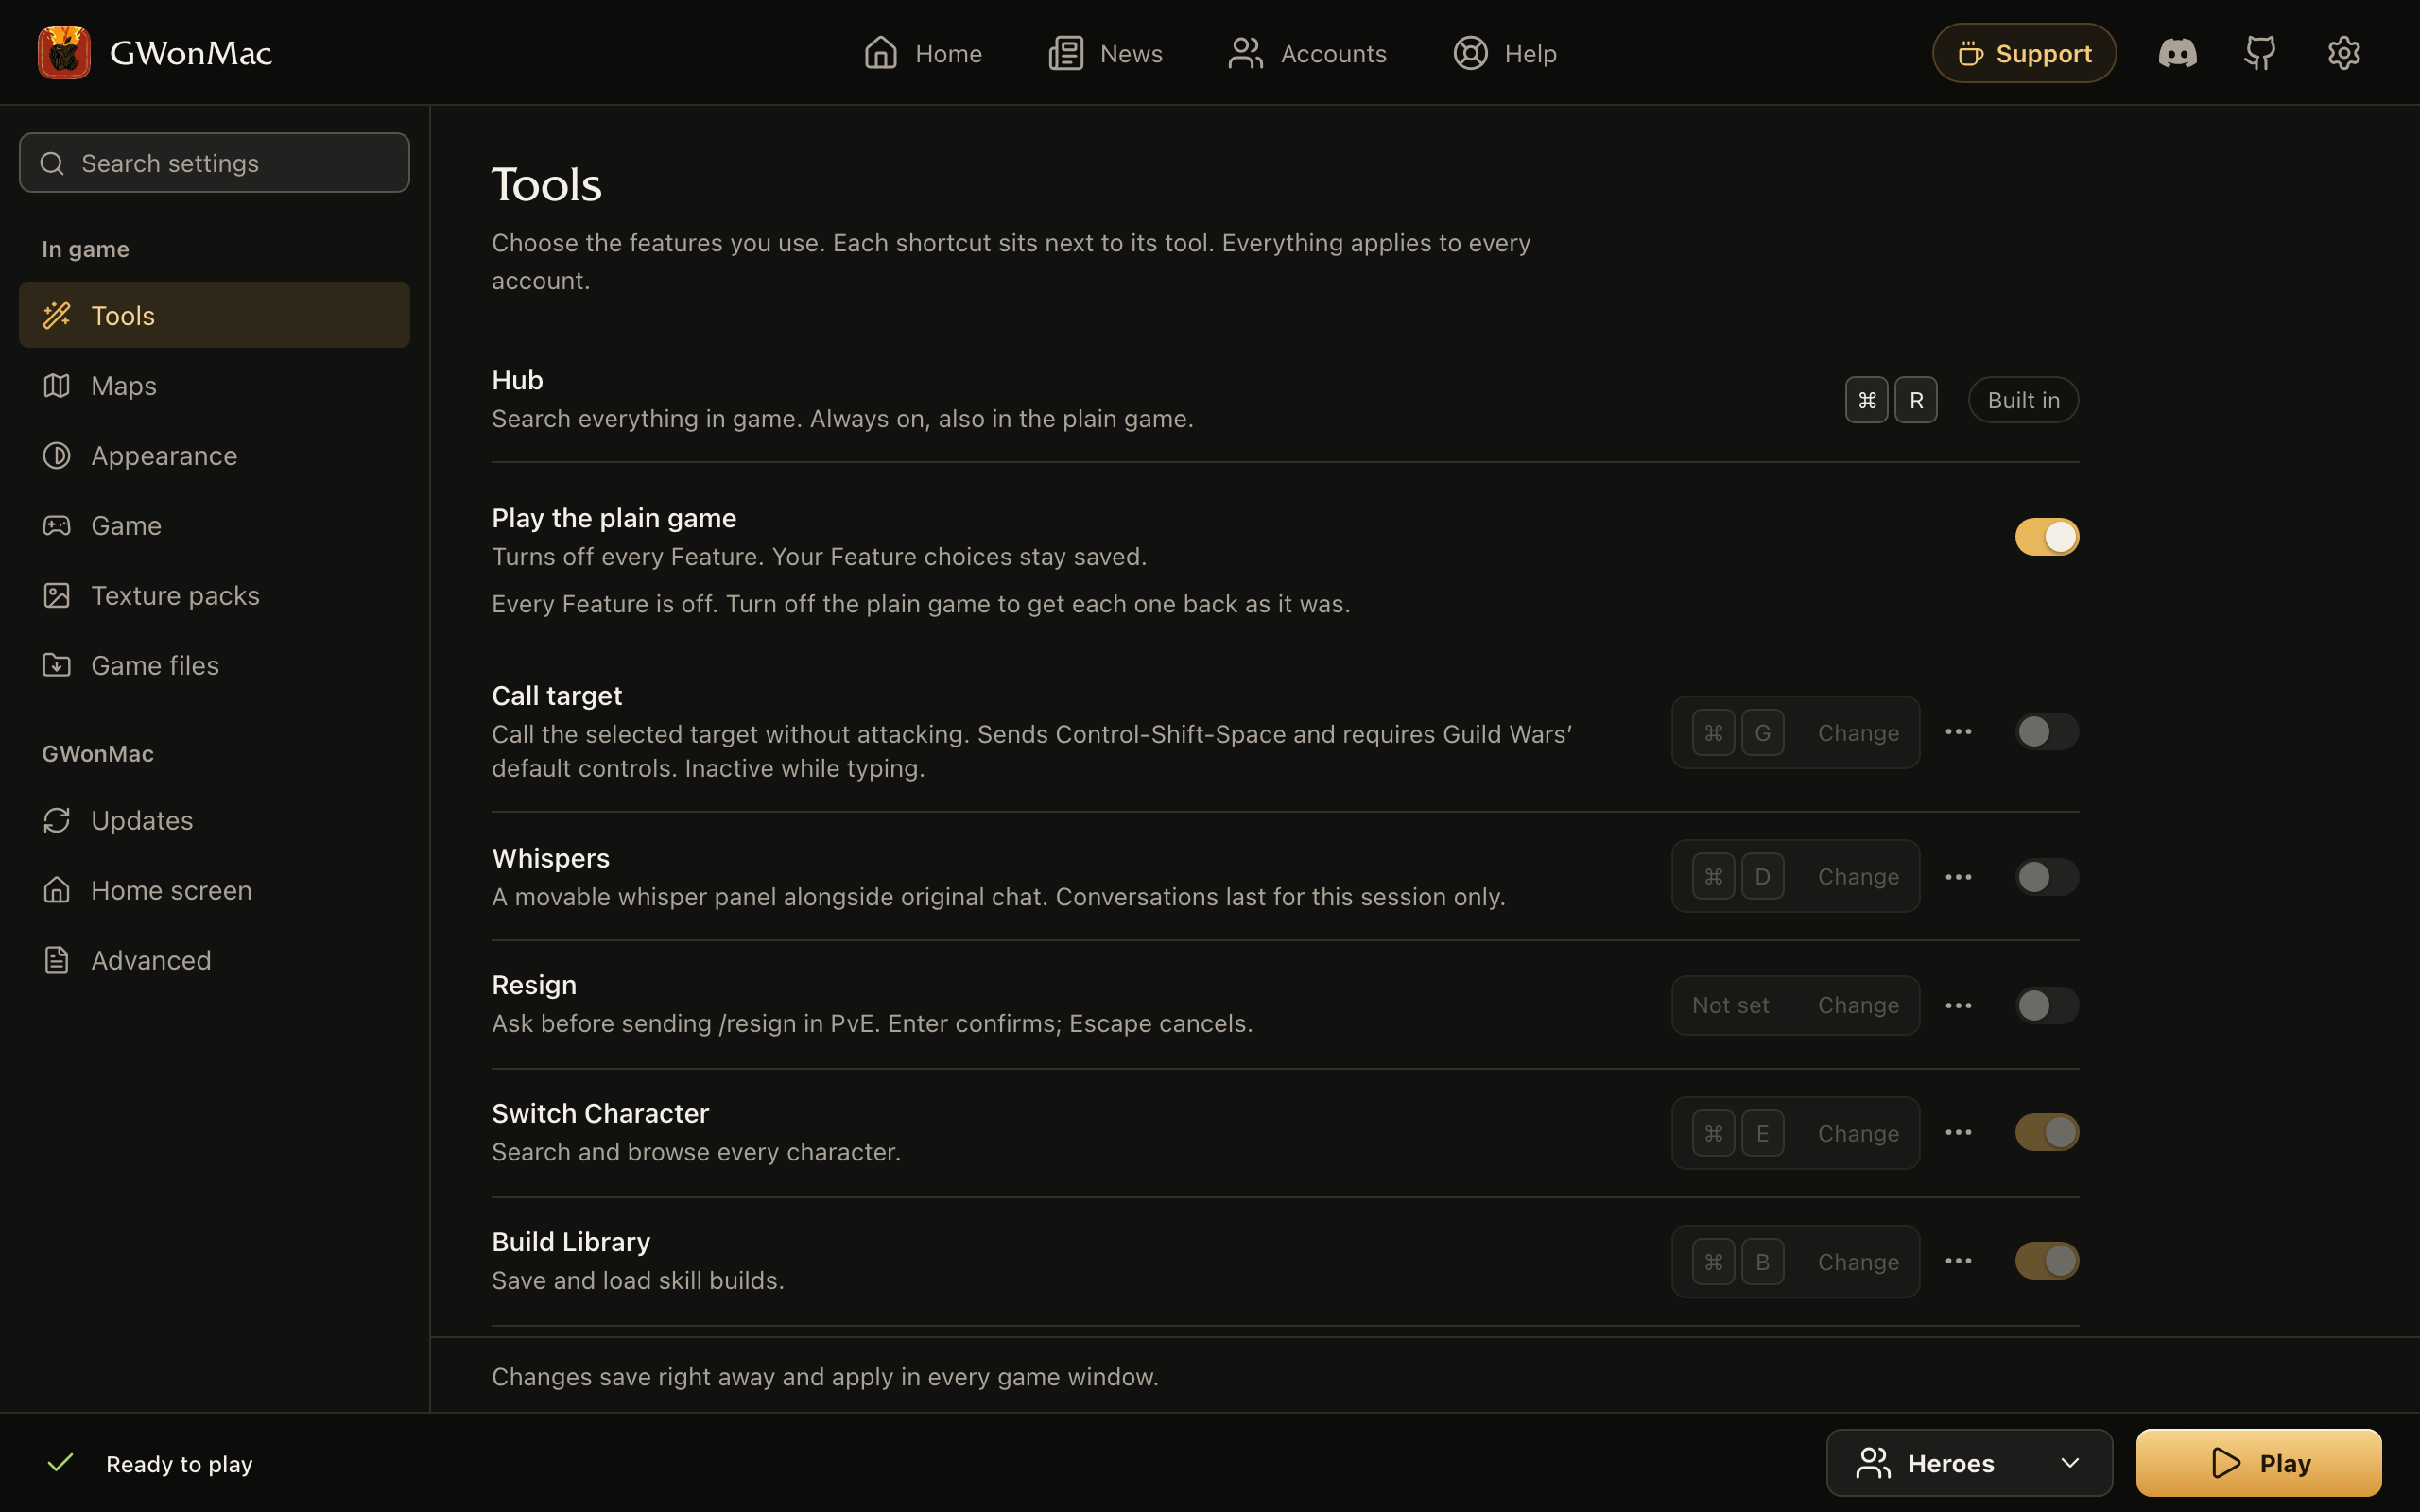 GWonMac
Home
News
Accounts
Help
Support
Search settings
In game
Tools
Maps
Appearance
Game
Texture packs
Game files
GWonMac
Updates
Home screen
Advanced
Tools
Choose the features you use. Each shortcut sits next to its tool. Everything applies to every
account.
Hub
Search everything in game. Always on, also in the plain game.
⌘ R Built in
Play the plain game
Turns off every Feature. Your Feature choices stay saved.
Every Feature is off. Turn off the plain game to get each one back as it was.
Call target
Call the selected target without attacking. Sends Control-Shift-Space and requires Guild Wars’
default controls. Inactive while typing.
⌘ G Change
Whispers
A movable whisper panel alongside original chat. Conversations last for this session only.
⌘ D Change
Resign
Ask before sending /resign in PvE. Enter confirms; Escape cancels.
Not set Change
Switch Character
Search and browse every character.
⌘ E Change
Build Library
Save and load skill builds.
⌘ B Change
Changes save right away and apply in every game window.
Ready to play
Heroes
Play